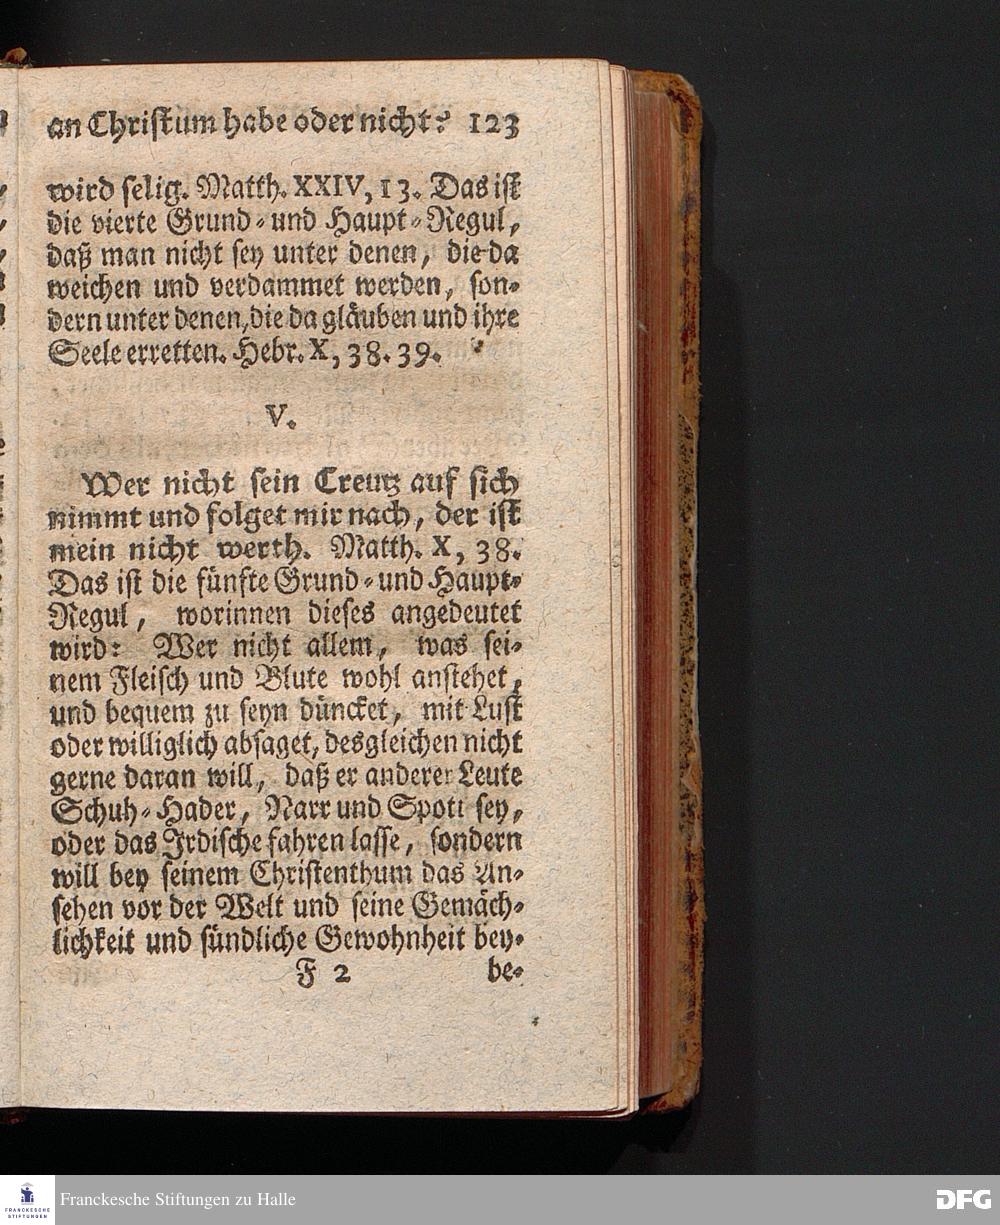 an Christum habe oder nicht? 123
wird selig. Matth. XXIV, 13. Das ist
die vierte Grund-und Haupt-Regul,
daß man nicht sey unter denen, die da
weichen und verdammet werden, son-
dern unter denen, die da gläuben und ihre
Seele erretten. Hebr. X, 38. 39.
V.
Wer nicht sein Creutz auf sich
nimmt und folget mir nach, der ist
mein nicht werth. Matth. X, 38.
Das ist die fünfte Grund-und Haupt-
Regul, worinnen dieses angedeutet
wird: Wer nicht allem, was sei-
nem Fleisch und Blute wohl anstehet,
und bequem zu seyn düncket, mit Lust
oder williglich absaget, desgleichen nicht
gerne daran will, daß er anderer Leute
Schuh-Hader, Narr und Spott sey,
oder das Irdische fahren lasse, sondern
will bey seinem Christenthum das An-
sehen vor der Welt und seine Gemäch-
lichkeit und sündliche Gewohnheit bey-
F 2 be-
Franckesche Stiftungen zu Halle
FRANCKESCHE
STIFTUNGEN
DFG